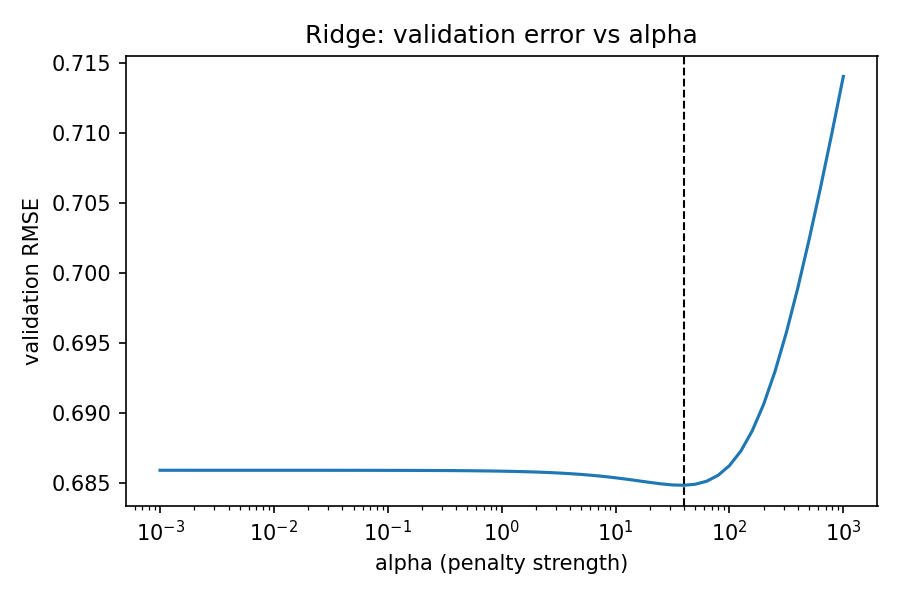 Ridge: validation error vs alpha
validation RMSE
0.715
0.710
0.705
0.700
0.695
0.690
0.685
10⁻³ 10⁻² 10⁻¹ 10⁰ 10¹ 10² 10³
alpha (penalty strength)